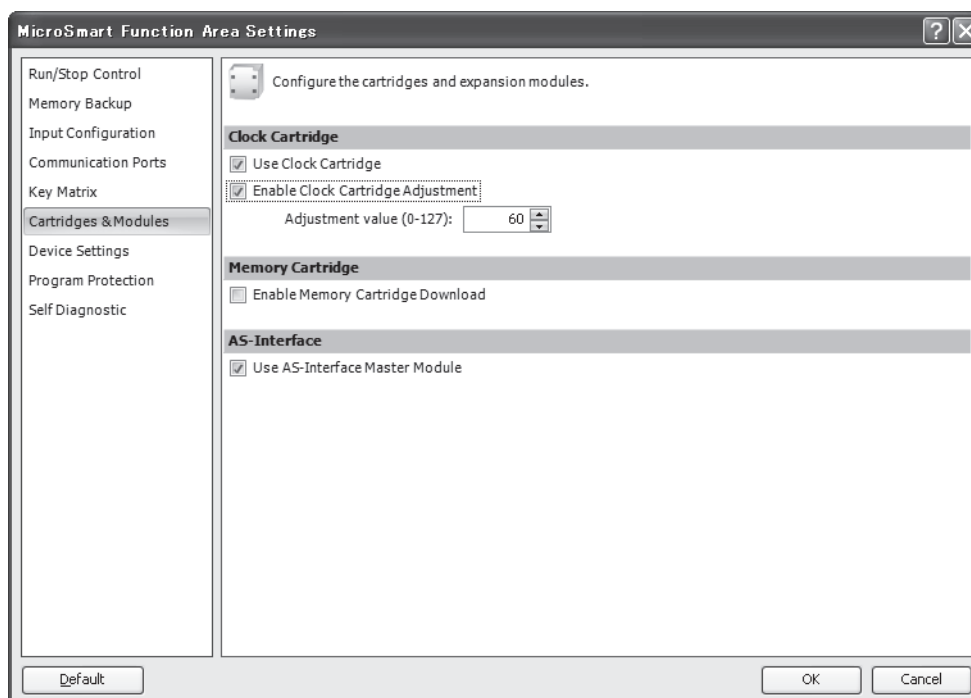 MicroSmart Function Area Settings
Run/Stop Control
Memory Backup
Input Configuration
Communication Ports
Key Matrix
Cartridges & Modules
Device Settings
Program Protection
Self Diagnostic
Configure the cartridges and expansion modules.
Clock Cartridge
Use Clock Cartridge
Enable Clock Cartridge Adjustment
Adjustment value (0-127): 60
Memory Cartridge
Enable Memory Cartridge Download
AS-Interface
Use AS-Interface Master Module
Default
OK
Cancel